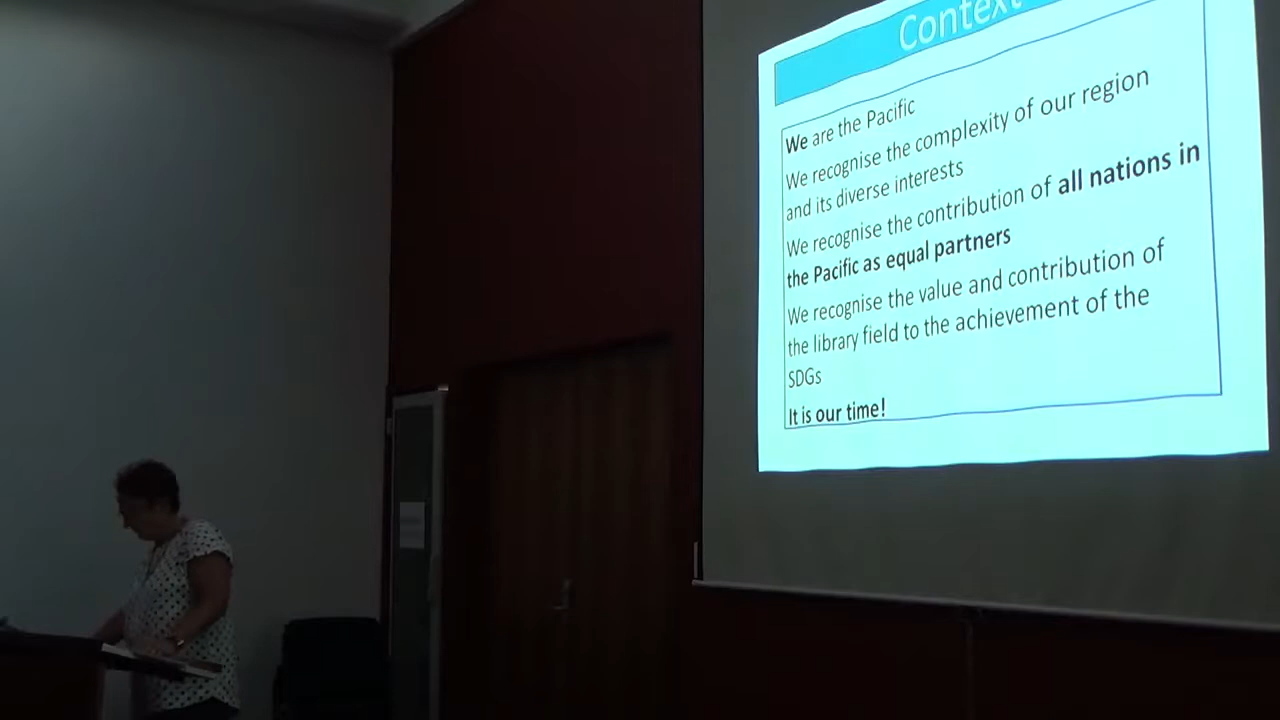 Context
We are the Pacific
We recognise the complexity of our region
and its diverse interests
We recognise the contribution of all nations in
the Pacific as equal partners
We recognise the value and contribution of
the library field to the achievement of the
SDGs
It is our time!